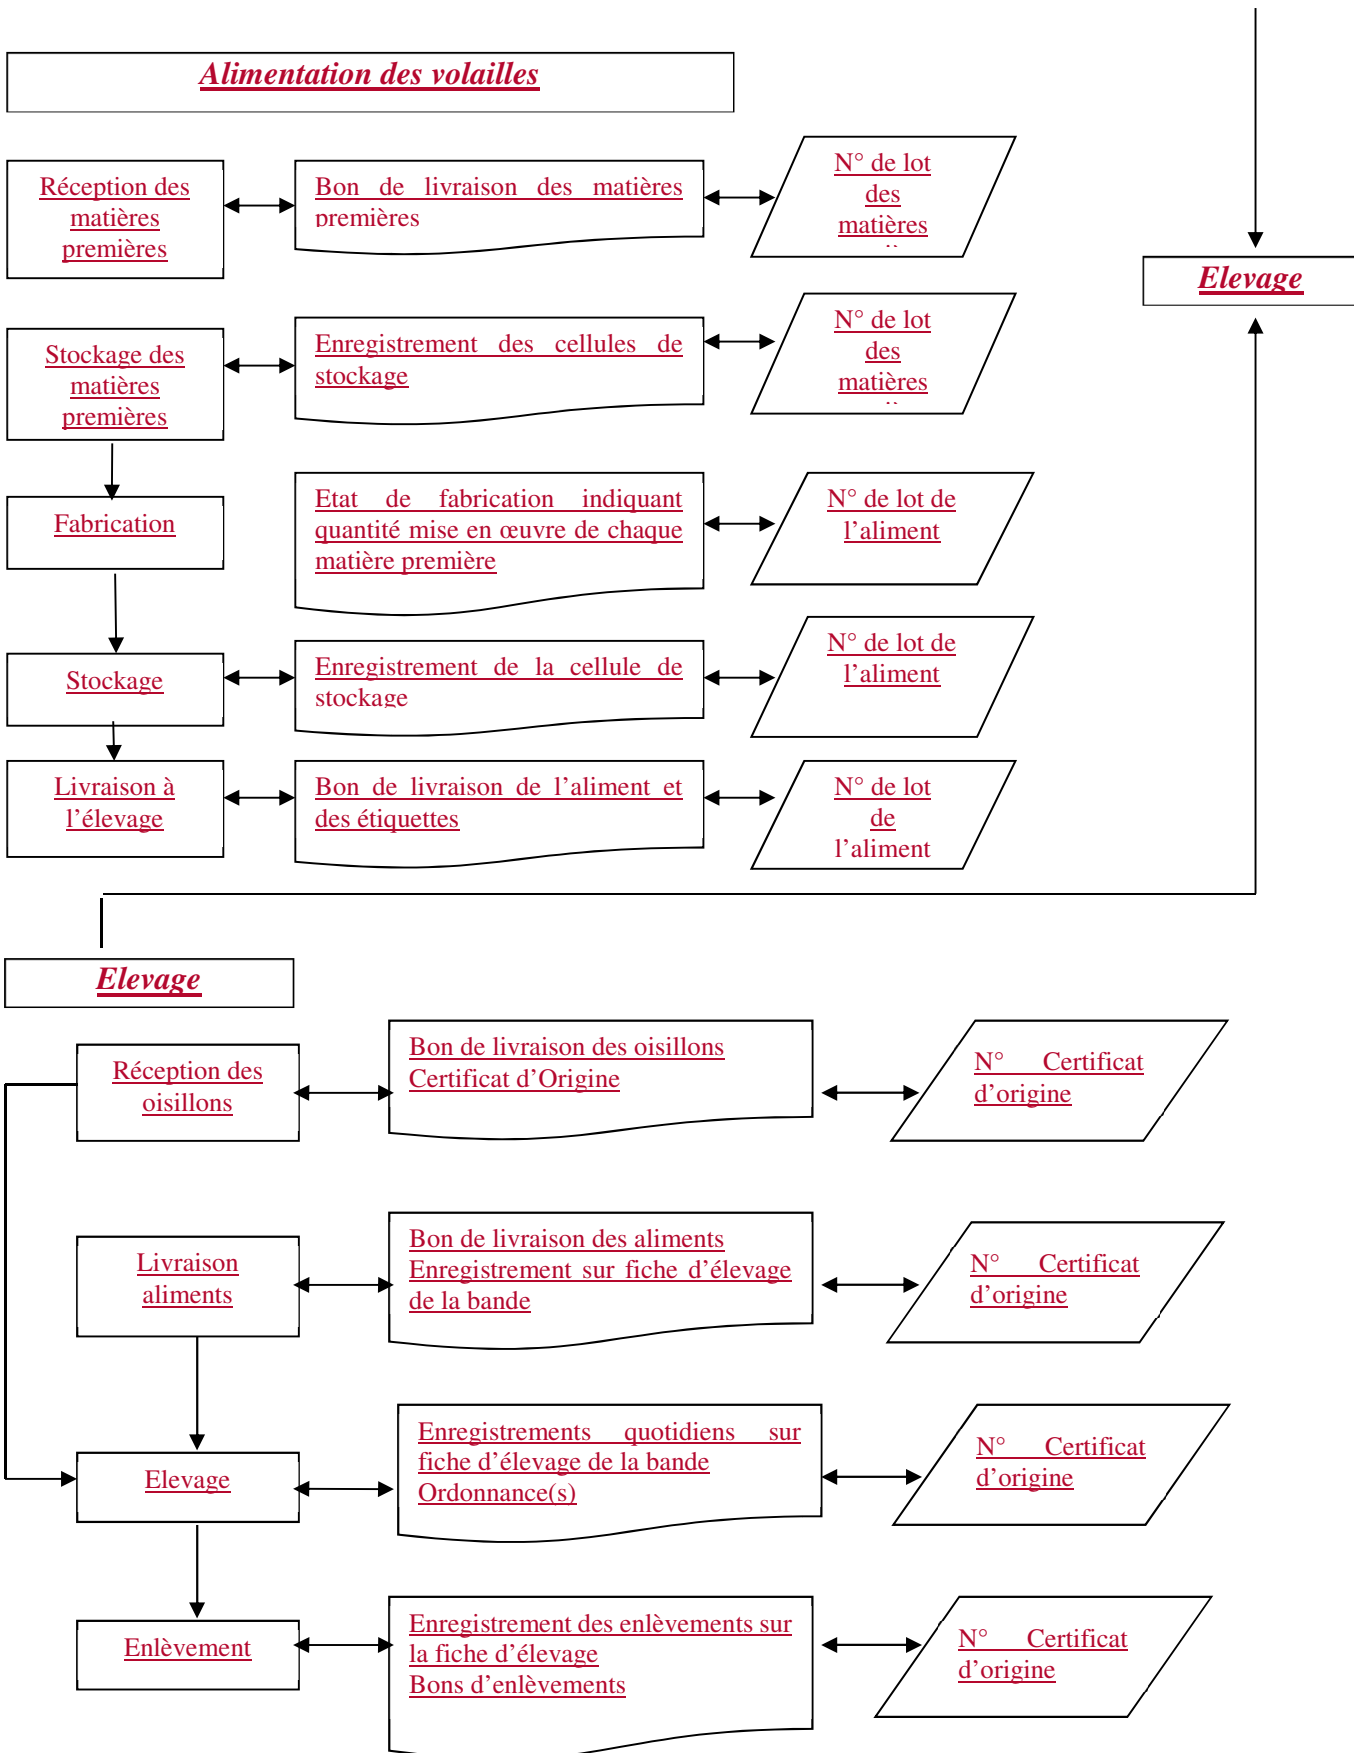 Alimentation des volailles
Réception des
matières
premières
Bon de livraison des matières
premières
N° de lot
des
matières
Elevage
Stockage des
matières
premières
Enregistrement des cellules de
stockage
N° de lot
des
matières
Fabrication
Etat de fabrication indiquant
quantité mise en œuvre de chaque
matière première
N° de lot de
l’aliment
Stockage
Enregistrement de la cellule de
stockage
N° de lot de
l’aliment
Livraison à
l’élevage
Bon de livraison de l’aliment et
des étiquettes
N° de lot
de
l’aliment
Elevage
Réception des
oisillons
Bon de livraison des oisillons
Certificat d’Origine
N° Certificat
d’origine
Livraison
aliments
Bon de livraison des aliments
Enregistrement sur fiche d’élevage
de la bande
N° Certificat
d’origine
Elevage
Enregistrements quotidiens sur
fiche d’élevage de la bande
Ordonnance(s)
N° Certificat
d’origine
Enlèvement
Enregistrement des enlèvements sur
la fiche d’élevage
Bons d’enlèvements
N° Certificat
d’origine